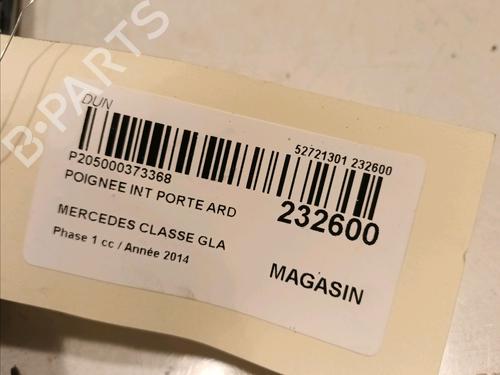 DUN
52721301 232600
P205000373368
POIGNEE INT PORTE ARD
232600
MERCEDES CLASSE GLA
Phase 1 cc / Année 2014
MAGASIN
B-PARTS